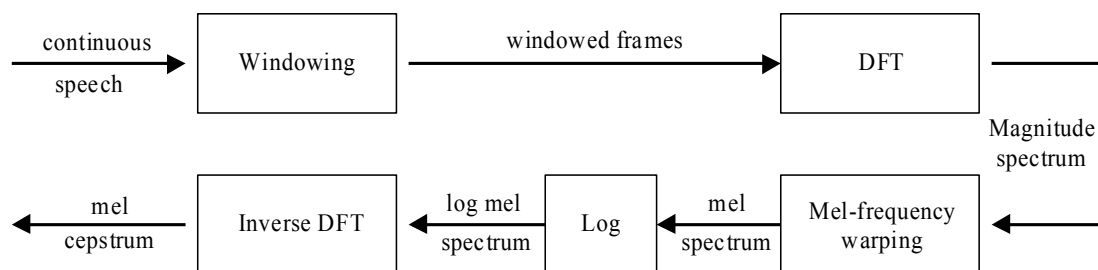 continuous
speech
Windowing
windowed frames
DFT
Magnitude
spectrum
Mel-frequency
warping
mel
spectrum
Log
log mel
spectrum
Inverse DFT
mel
cepstrum